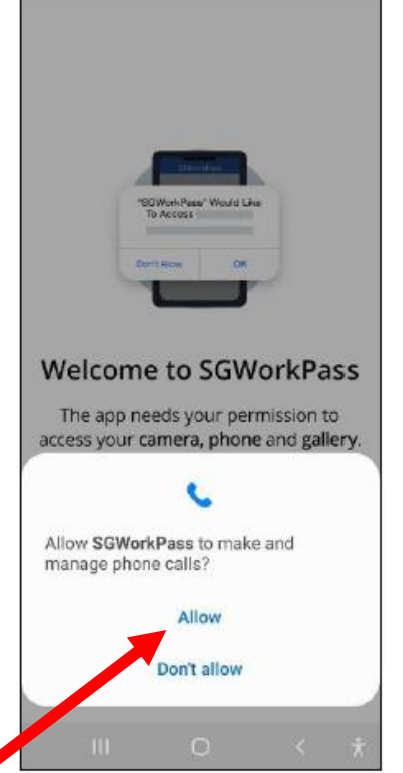 SGWorkPass
"SGWorkPass" Would Like
To Access
Don't Allow
OK
Welcome to SGWorkPass
The app needs your permission to
access your camera, phone and gallery.
Allow SGWorkPass to make and
manage phone calls?
Allow
Don't allow